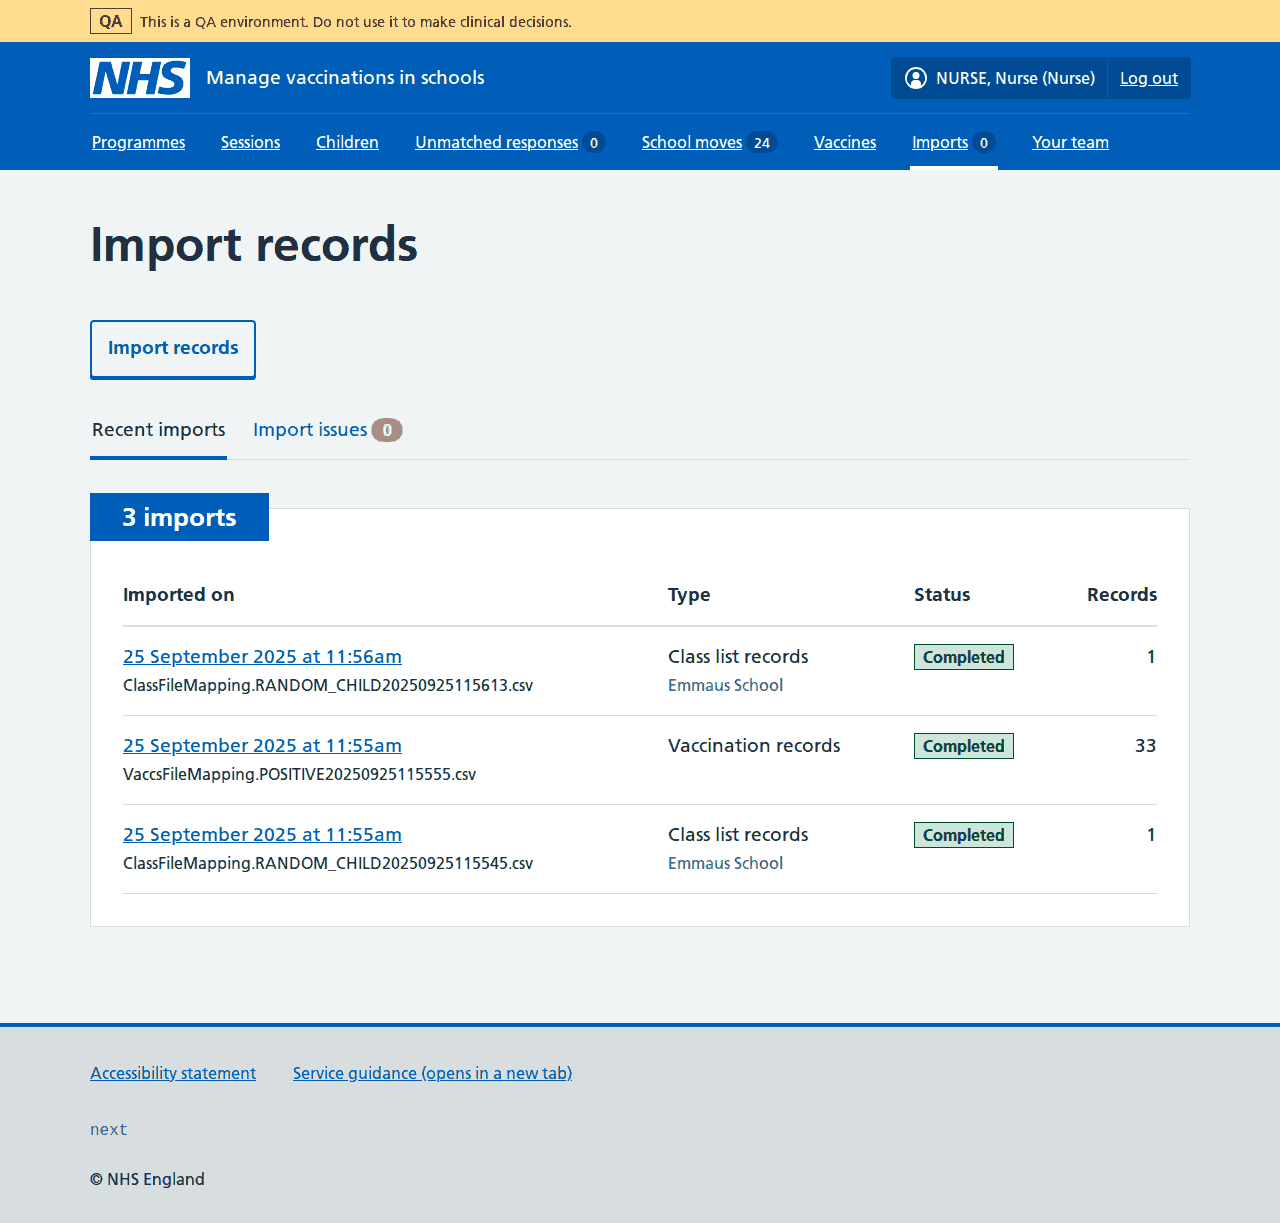 QA This is a QA environment. Do not use it to make clinical decisions.
NHS Manage vaccinations in schools NURSE, Nurse (Nurse) Log out
Programmes Sessions Children Unmatched responses 0 School moves 24 Vaccines Imports 0 Your team
Import records
Import records
Recent imports Import issues 0
3 imports
Imported on Type Status Records
25 September 2025 at 11:56am Class list records Completed 1
ClassFileMapping.RANDOM_CHILD20250925115613.csv Emmaus School
25 September 2025 at 11:55am Vaccination records Completed 33
VaccsFileMapping.POSITIVE20250925115555.csv
25 September 2025 at 11:55am Class list records Completed 1
ClassFileMapping.RANDOM_CHILD20250925115545.csv Emmaus School
Accessibility statement Service guidance (opens in a new tab)
next
© NHS England